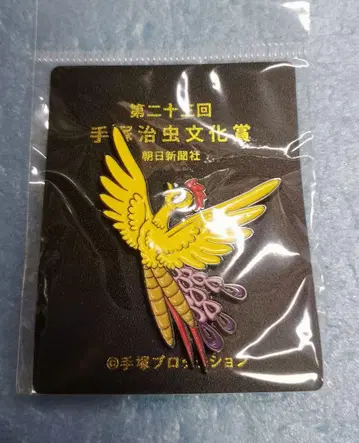 第二十三回
手塚治虫文化賞
朝日新聞社
©手塚プロダクション